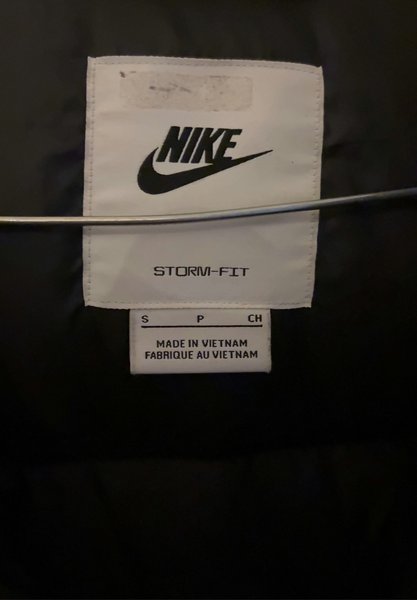 NIKE
STORM-FIT
S P CH
MADE IN VIETNAM
FABRIQUE AU VIETNAM